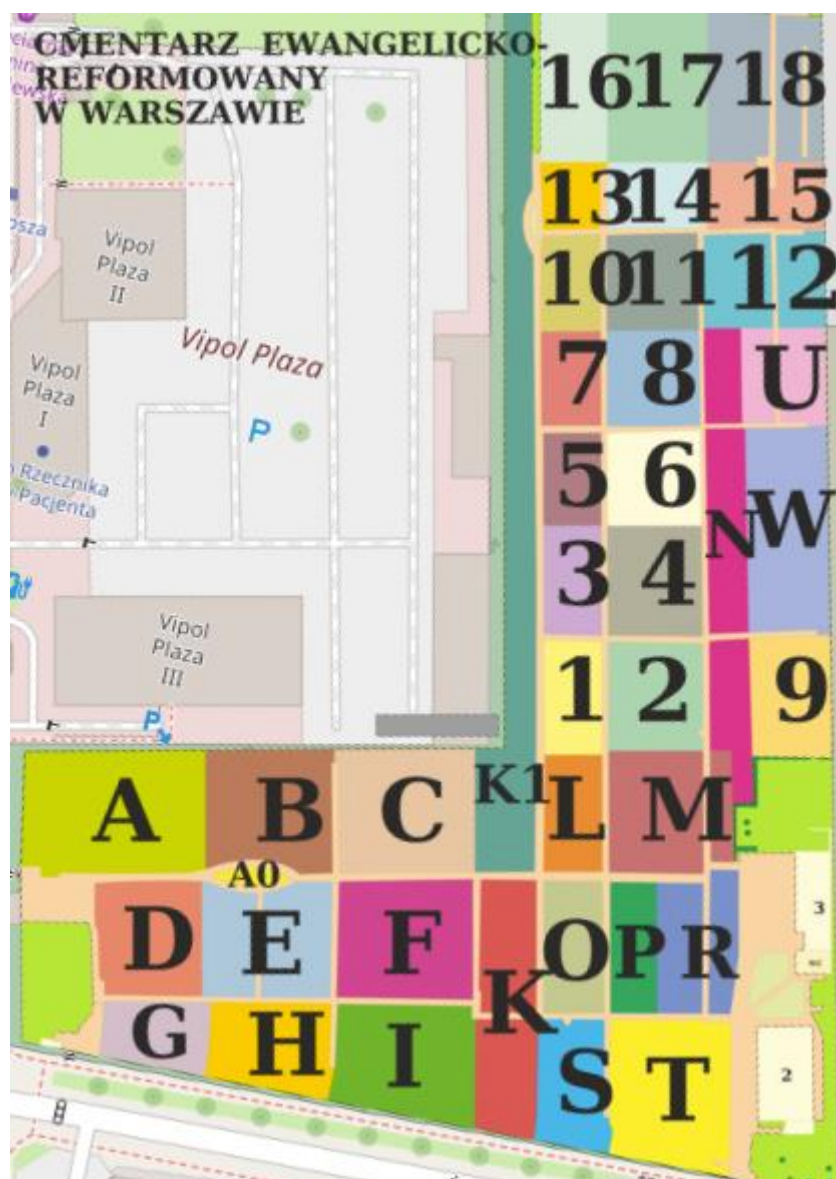 CMENTARZ EWANGELICKO-
REFORMOWANY
W WARSZAWIE
16 17 18
13 14 15
10 11 12
Vipol
Plaza
II
Vipol Plaza
7 8 U
Vipol
Plaza
I
P
Rzecznika
Pacjenta
5 6
N W
3 4
Vipol
Plaza
III
1 2 9
P
A B C K1 L M
A0
D E F O P R
3
K
G H I S T
2